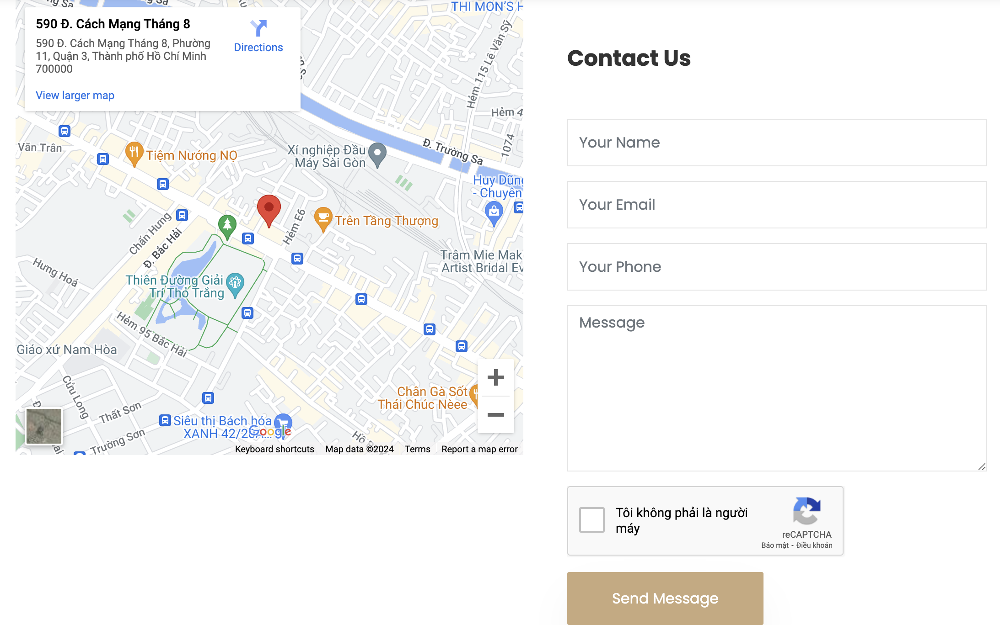 THI MON'S H
590 Đ. Cách Mạng Tháng 8
590 Đ. Cách Mạng Tháng 8, Phường
11, Quận 3, Thành phố Hồ Chí Minh
700000
Directions
View larger map
Hẻm 115 Lê Văn Sỹ
Hẻm 4
1074
Văn Trân
Tiệm Nướng NỌ
Xí nghiệp Đầu
Máy Sài Gòn
Đ. Trường Sa
Huy Dũng
- Chuyên
Trên Tầng Thượng
Hẻm E6
Chấn Hưng
Đ. Bắc Hải
Trâm Mie Make
Artist Bridal Ev
Hưng Hoá
Thiên Đường Giải
Trí Thỏ Trắng
Hẻm 95 Bắc Hải
Giáo xứ Nam Hòa
Cửu Long
Thất Sơn
Trường Sơn
Chân Gà Sốt
Thái Chúc Nèee
Siêu thị Bách hóa
XANH 42/20A...
Google
Keyboard shortcuts
Map data ©2024
Terms
Report a map error
Contact Us
Your Name
Your Email
Your Phone
Message
Tôi không phải là người
máy
reCAPTCHA
Bảo mật - Điều khoản
Send Message